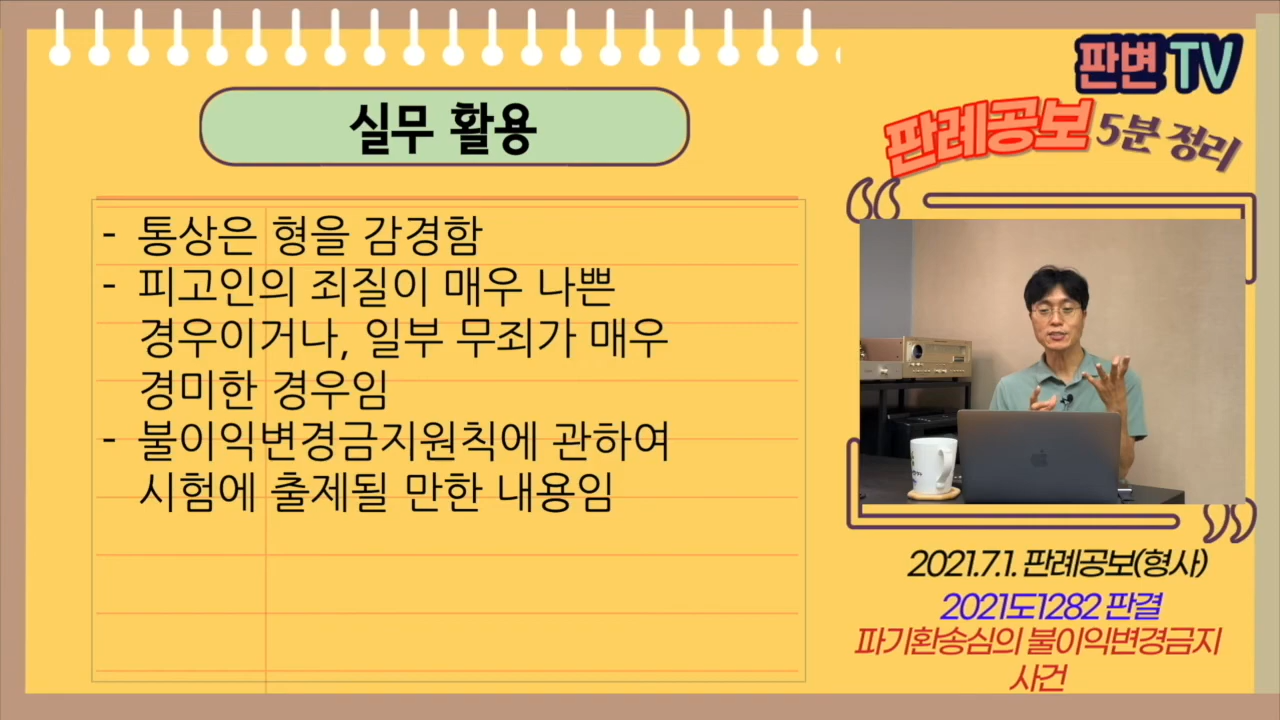 실무 활용
- 통상은 형을 감경함
- 피고인의 죄질이 매우 나쁜
경우이거나, 일부 무죄가 매우
경미한 경우임
- 불이익변경금지원칙에 관하여
시험에 출제될 만한 내용임
판변 TV
판례공보 5분 정리
2021.7.1. 판례공보(형사)
2021도1282 판결
파기환송심의 불이익변경금지
사건